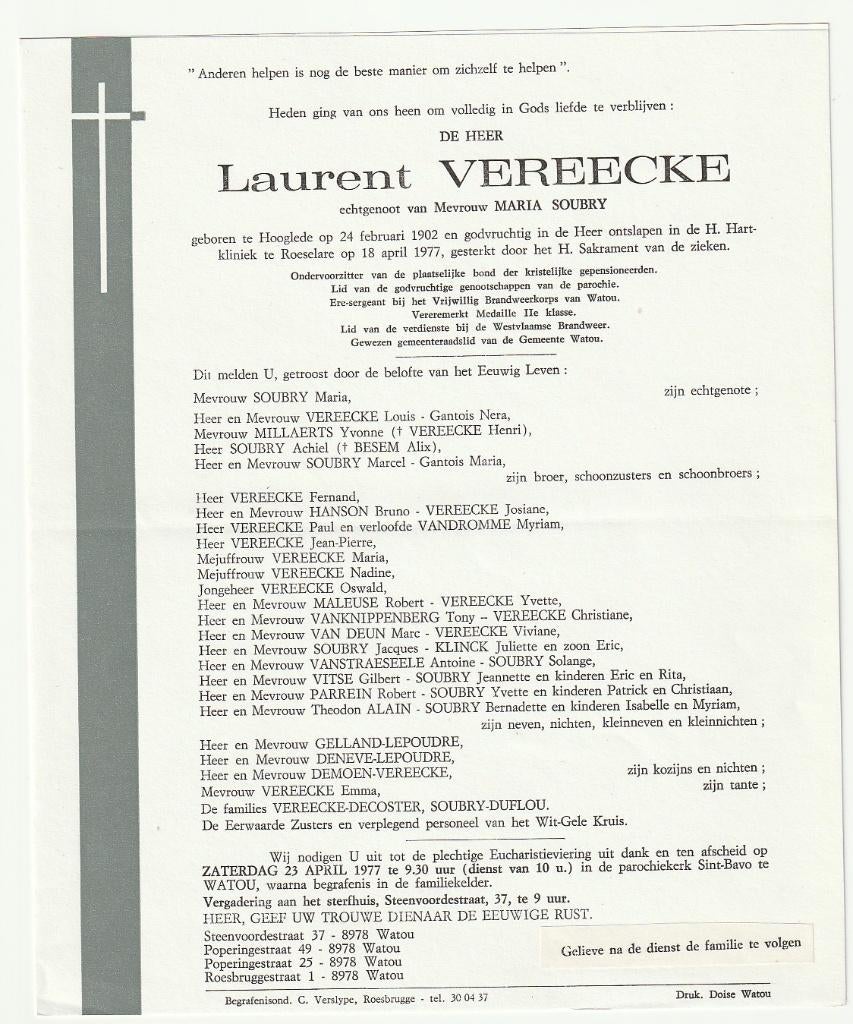 " Anderen helpen is nog de beste manier om zichzelf te helpen ".
Heden ging van ons heen om volledig in Gods liefde te verblijven :
DE HEER
Laurent VEREECKE
echtgenoot van Mevrouw MARIA SOUBRY
geboren te Hooglede op 24 februari 1902 en godvruchtig in de Heer ontslapen in de H. Hart-
kliniek te Roeselare op 18 april 1977, gesterkt door het H. Sakrament van de zieken.
Ondervoorzitter van de plaatselijke bond der kristelijke gepensioneerden.
Lid van de godvruchtige genootschappen van de parochie.
Ere-sergeant bij het Vrijwillig Brandweerkorps van Watou.
Vereremerkt Medaille IIe klasse.
Lid van de verdienste bij de Westvlaamse Brandweer.
Gewezen gemeenteraadslid van de Gemeente Watou.
Dit melden U, getroost door de belofte van het Eeuwig Leven :
Mevrouw SOUBRY Maria, zijn echtgenote ;
Heer en Mevrouw VEREECKE Louis - Gantois Nera,
Mevrouw MILLAERTS Yvonne († VEREECKE Henri),
Heer SOUBRY Achiel († BESEM Alix),
Heer en Mevrouw SOUBRY Marcel - Gantois Maria,
zijn broer, schoonzusters en schoonbroers ;
Heer VEREECKE Fernand,
Heer en Mevrouw HANSON Bruno - VEREECKE Josiane,
Heer VEREECKE Paul en verloofde VANDROMME Myriam,
Heer VEREECKE Jean-Pierre,
Mejuffrouw VEREECKE Maria,
Mejuffrouw VEREECKE Nadine,
Jongeheer VEREECKE Oswald,
Heer en Mevrouw MALEUSE Robert - VEREECKE Yvette,
Heer en Mevrouw VANKNIPPENBERG Tony – VEREECKE Christiane,
Heer en Mevrouw VAN DEUN Marc - VEREECKE Viviane,
Heer en Mevrouw SOUBRY Jacques - KLINCK Juliette en zoon Eric,
Heer en Mevrouw VANSTRAESEELE Antoine - SOUBRY Solange,
Heer en Mevrouw VITSE Gilbert - SOUBRY Jeannette en kinderen Eric en Rita,
Heer en Mevrouw PARREIN Robert - SOUBRY Yvette en kinderen Patrick en Christiaan,
Heer en Mevrouw Theodon ALAIN - SOUBRY Bernadette en kinderen Isabelle en Myriam,
zijn neven, nichten, kleinneven en kleinnichten ;
Heer en Mevrouw GELLAND-LEPOUDRE,
Heer en Mevrouw DENEVE-LEPOUDRE,
Heer en Mevrouw DEMOEN-VEREECKE, zijn kozijns en nichten ;
Mevrouw VEREECKE Emma, zijn tante ;
De families VEREECKE-DECOSTER, SOUBRY-DUFLOU.
De Eerwaarde Zusters en verplegend personeel van het Wit-Gele Kruis.
Wij nodigen U uit tot de plechtige Eucharistieviering uit dank en ten afscheid op
ZATERDAG 23 APRIL 1977 te 9.30 uur (dienst van 10 u.) in de parochiekerk Sint-Bavo te
WATOU, waarna begrafenis in de familiekelder.
Vergadering aan het sterfhuis, Steenvoordestraat, 37, te 9 uur.
HEER, GEEF UW TROUWE DIENAAR DE EEUWIGE RUST.
Steenvoordestraat 37 - 8978 Watou
Poperingestraat 49 - 8978 Watou
Poperingestraat 25 - 8978 Watou
Roesbruggestraat 1 - 8978 Watou
Gelieve na de dienst de familie te volgen
Begrafenisond. C. Verslype, Roesbrugge - tel. 30 04 37
Druk. Doise Watou